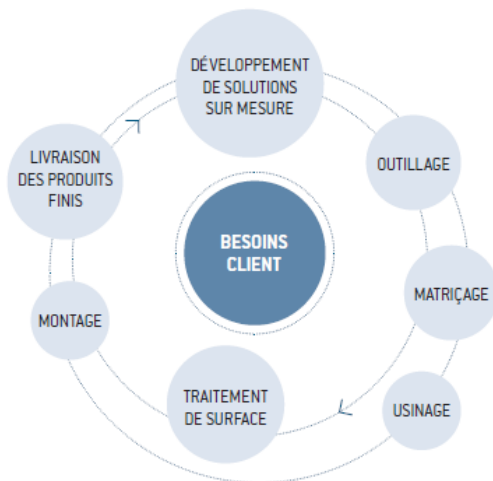 DÉVELOPPEMENT
DE SOLUTIONS
SUR MESURE
OUTILLAGE
MATRIÇAGE
USINAGE
TRAITEMENT
DE SURFACE
MONTAGE
LIVRAISON
DES PRODUITS
FINIS
BESOINS
CLIENT